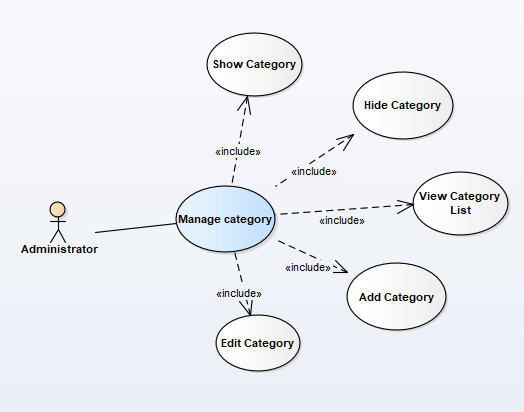 Show Category
Hide Category
«include»
«include»
View Category
List
Manage category
«include»
Administrator
«include»
«include»
Add Category
Edit Category